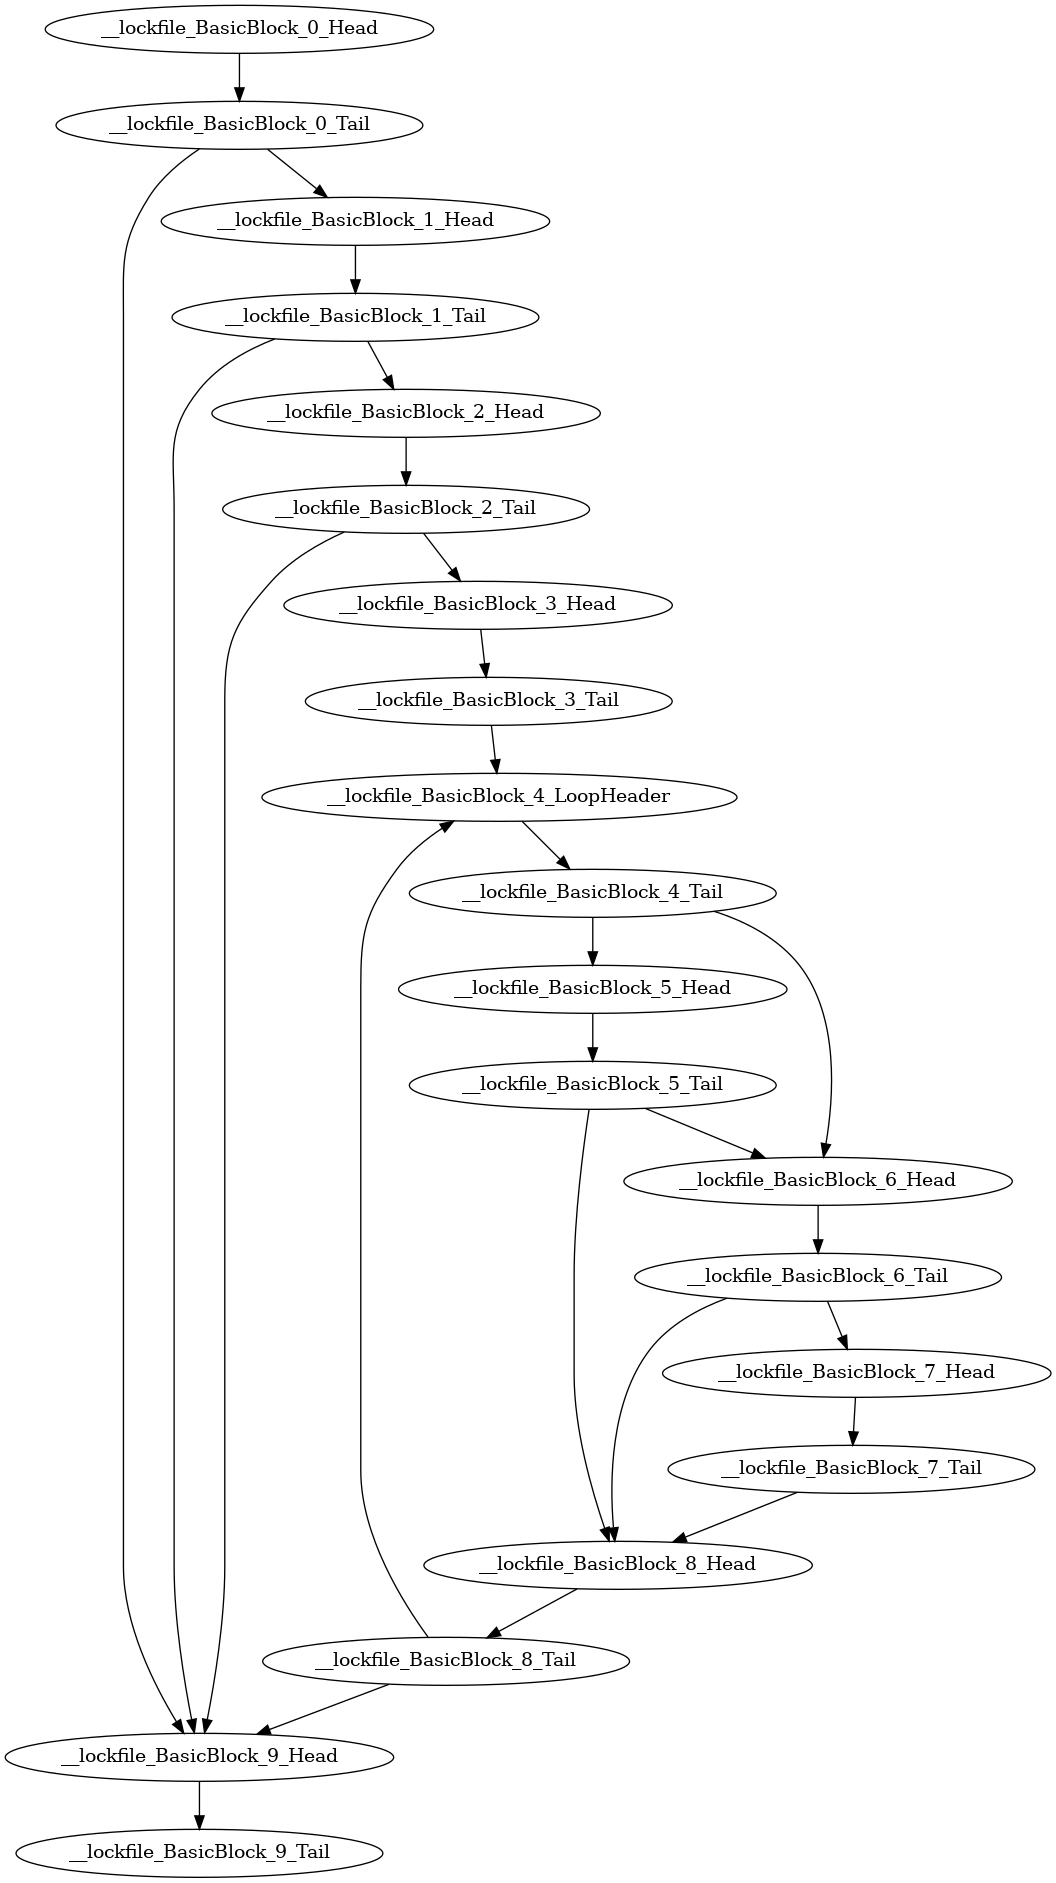 __lockfile_BasicBlock_0_Head
__lockfile_BasicBlock_0_Tail
__lockfile_BasicBlock_1_Head
__lockfile_BasicBlock_1_Tail
__lockfile_BasicBlock_2_Head
__lockfile_BasicBlock_2_Tail
__lockfile_BasicBlock_3_Head
__lockfile_BasicBlock_3_Tail
__lockfile_BasicBlock_4_LoopHeader
__lockfile_BasicBlock_4_Tail
__lockfile_BasicBlock_5_Head
__lockfile_BasicBlock_5_Tail
__lockfile_BasicBlock_6_Head
__lockfile_BasicBlock_6_Tail
__lockfile_BasicBlock_7_Head
__lockfile_BasicBlock_7_Tail
__lockfile_BasicBlock_8_Head
__lockfile_BasicBlock_8_Tail
__lockfile_BasicBlock_9_Head
__lockfile_BasicBlock_9_Tail